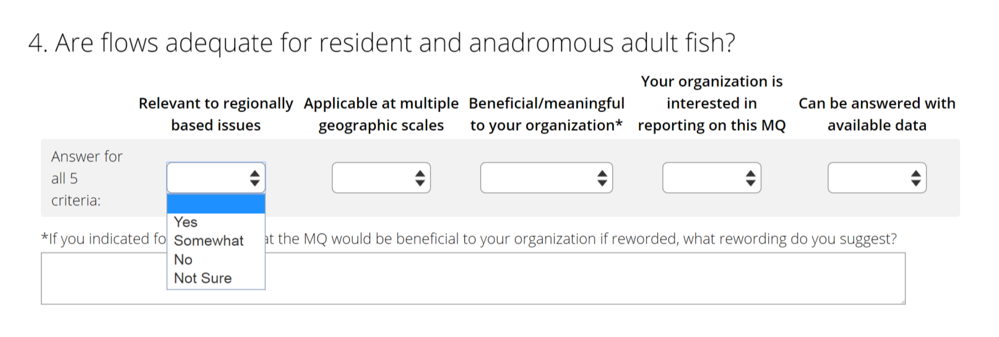 4. Are flows adequate for resident and anadromous adult fish?
Relevant to regionally based issues
Applicable at multiple geographic scales
Beneficial/meaningful to your organization*
Your organization is interested in reporting on this MQ
Can be answered with available data
Answer for
all 5
criteria:
Yes
Somewhat
No
Not Sure
*If you indicated fo
t the MQ would be beneficial to your organization if reworded, what rewording do you suggest?